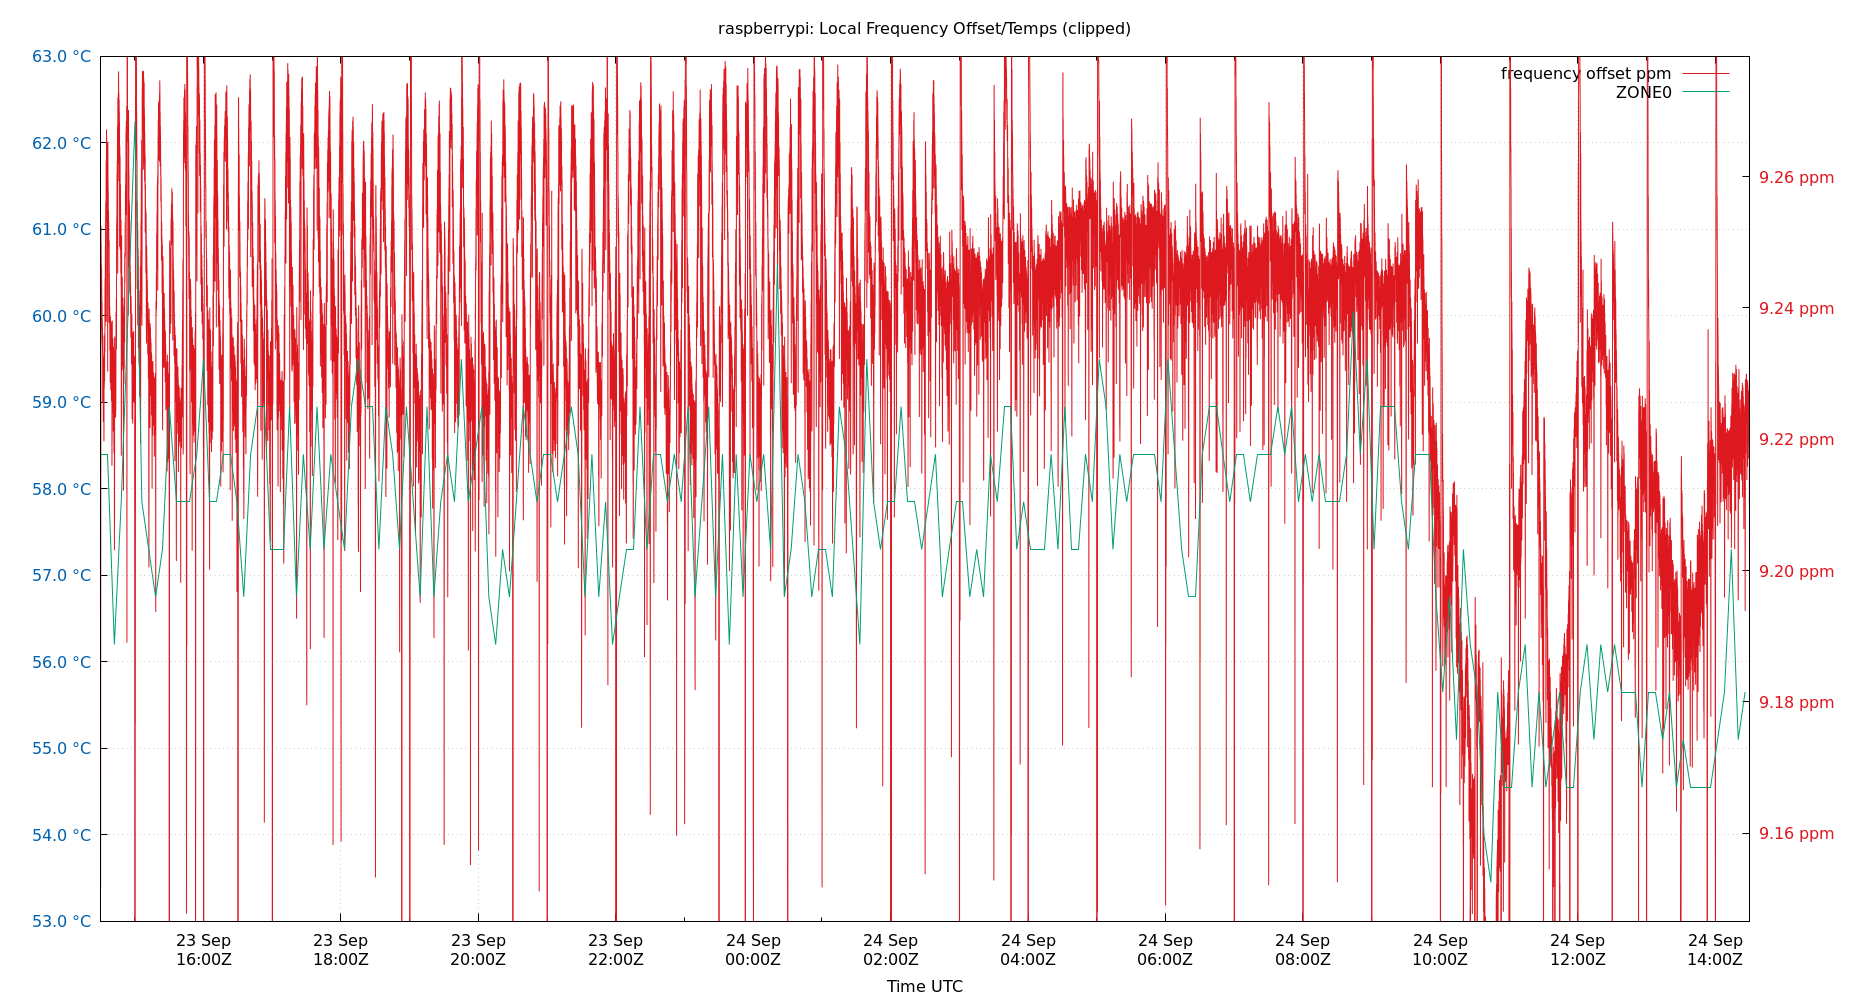 raspberrypi: Local Frequency Offset/Temps (clipped)
63.0 °C
62.0 °C
61.0 °C
60.0 °C
59.0 °C
58.0 °C
57.0 °C
56.0 °C
55.0 °C
54.0 °C
53.0 °C
frequency offset ppm
ZONE0
9.26 ppm
9.24 ppm
9.22 ppm
9.20 ppm
9.18 ppm
9.16 ppm
23 Sep 23 Sep 23 Sep 23 Sep 24 Sep 24 Sep 24 Sep 24 Sep 24 Sep 24 Sep 24 Sep 24 Sep
16:00Z 18:00Z 20:00Z 22:00Z 00:00Z 02:00Z 04:00Z 06:00Z 08:00Z 10:00Z 12:00Z 14:00Z
Time UTC